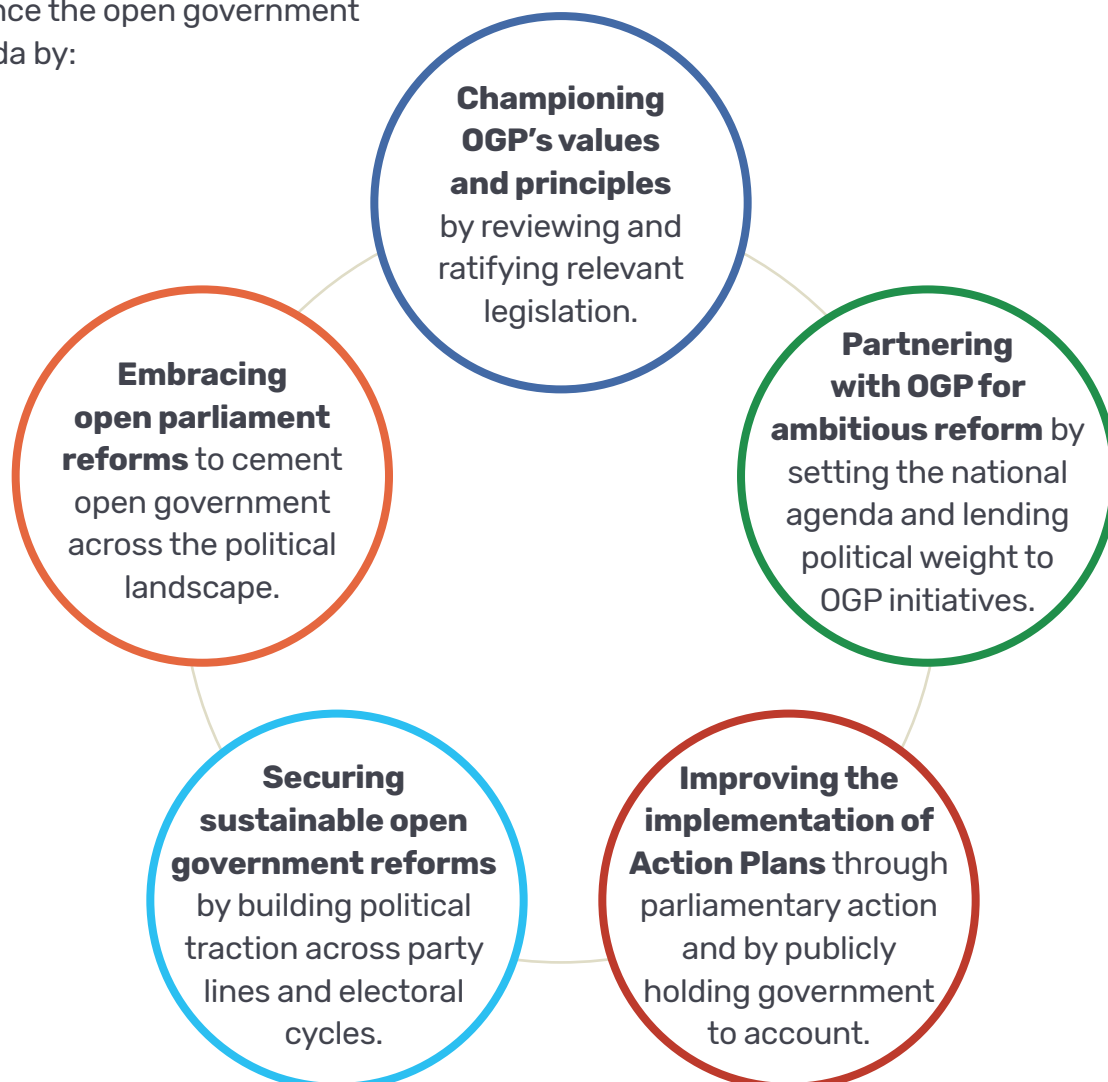 the open government
by:
Championing
OGP's values
and principles
by reviewing and
ratifying relevant
legislation.
Partnering
with OGP for
ambitious reform by
setting the national
agenda and lending
political weight to
OGP initiatives.
Improving the
implementation of
Action Plans through
parliamentary action
and by publicly
holding government
to account.
Securing
sustainable open
government reforms
by building political
traction across party
lines and electoral
cycles.
Embracing
open parliament
reforms to cement
open government
across the political
landscape.